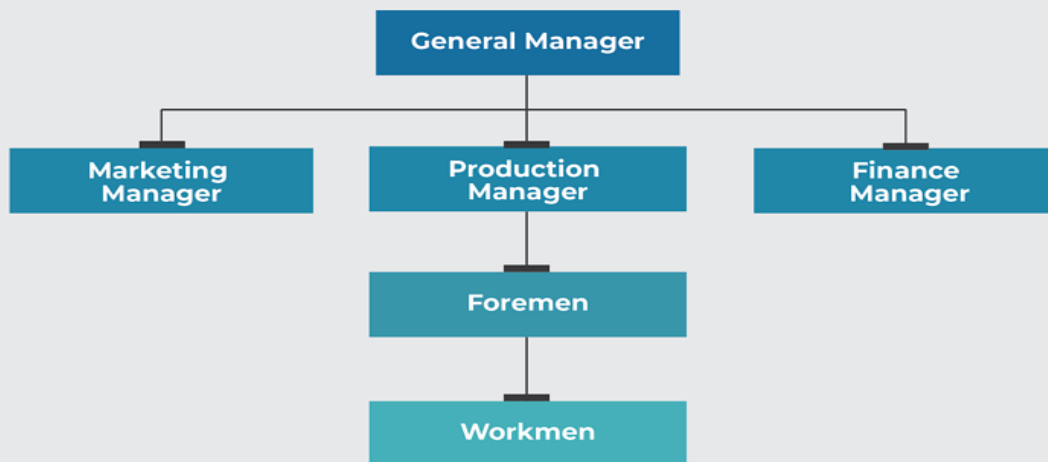 General Manager
Marketing
Manager
Production
Manager
Finance
Manager
Foremen
Workmen